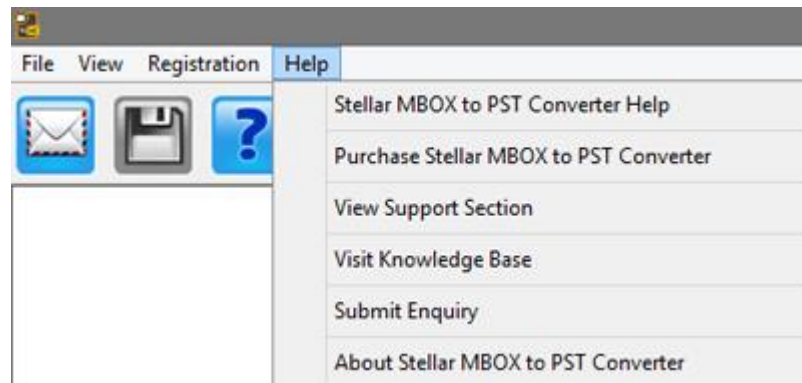 File View Registration Help
Stellar MBOX to PST Converter Help
Purchase Stellar MBOX to PST Converter
View Support Section
Visit Knowledge Base
Submit Enquiry
About Stellar MBOX to PST Converter